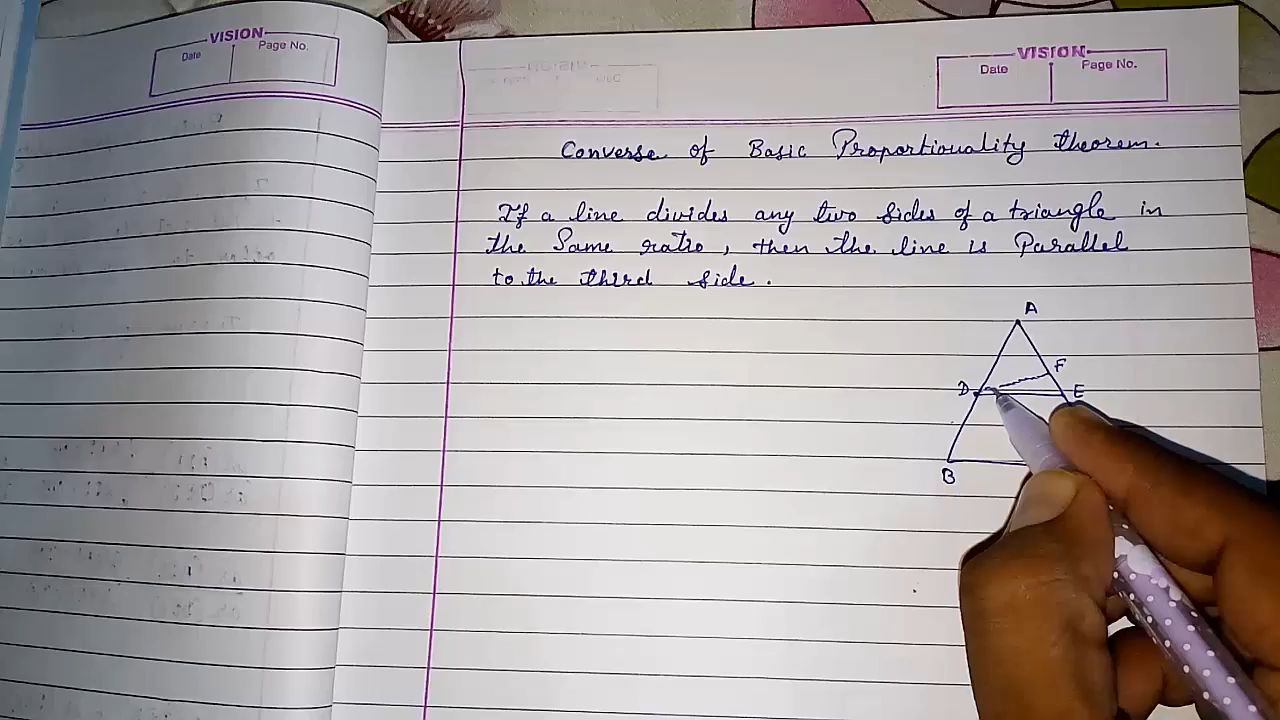 VISION
Date
Page No.
VISION
Date
Page No.
Converse of Basic Proportionality theorem.
If a line divides any two sides of a triangle in
the Same ratio, then the line is Parallel
to the third side.
A
F
D
E
B